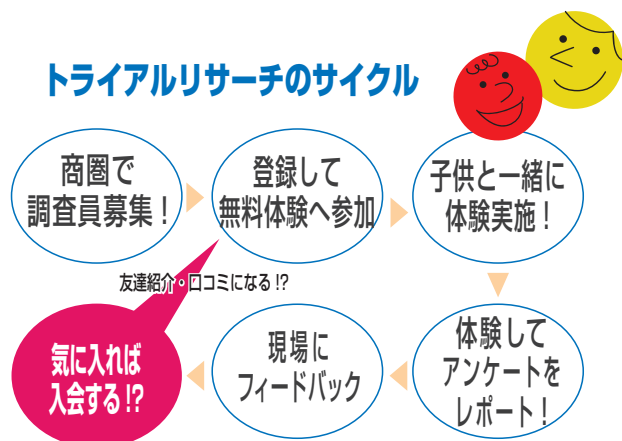 トライアルリサーチのサイクル
商圏で
調査員募集！
登録して
無料体験へ参加
子供と一緒に
体験実施！
友達紹介・口コミになる!?
気に入れば
入会する!?
現場に
フィードバック
体験して
アンケートを
レポート！